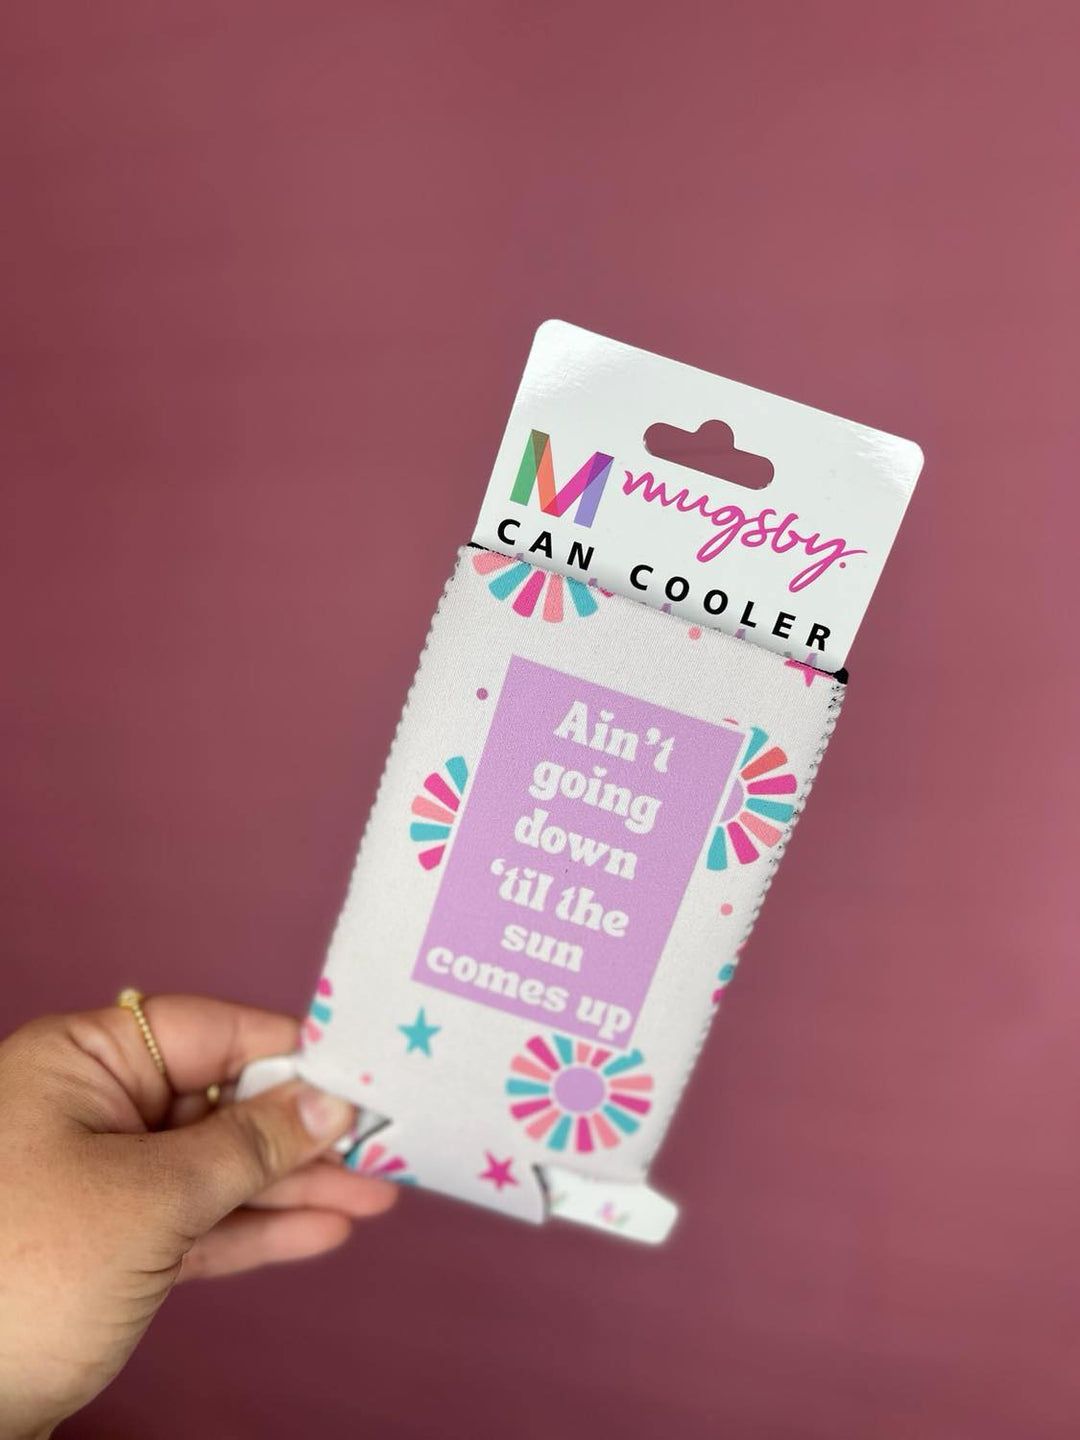 M mugsby.
CAN COOLER
Ain't
going
down
'til the
sun
comes up